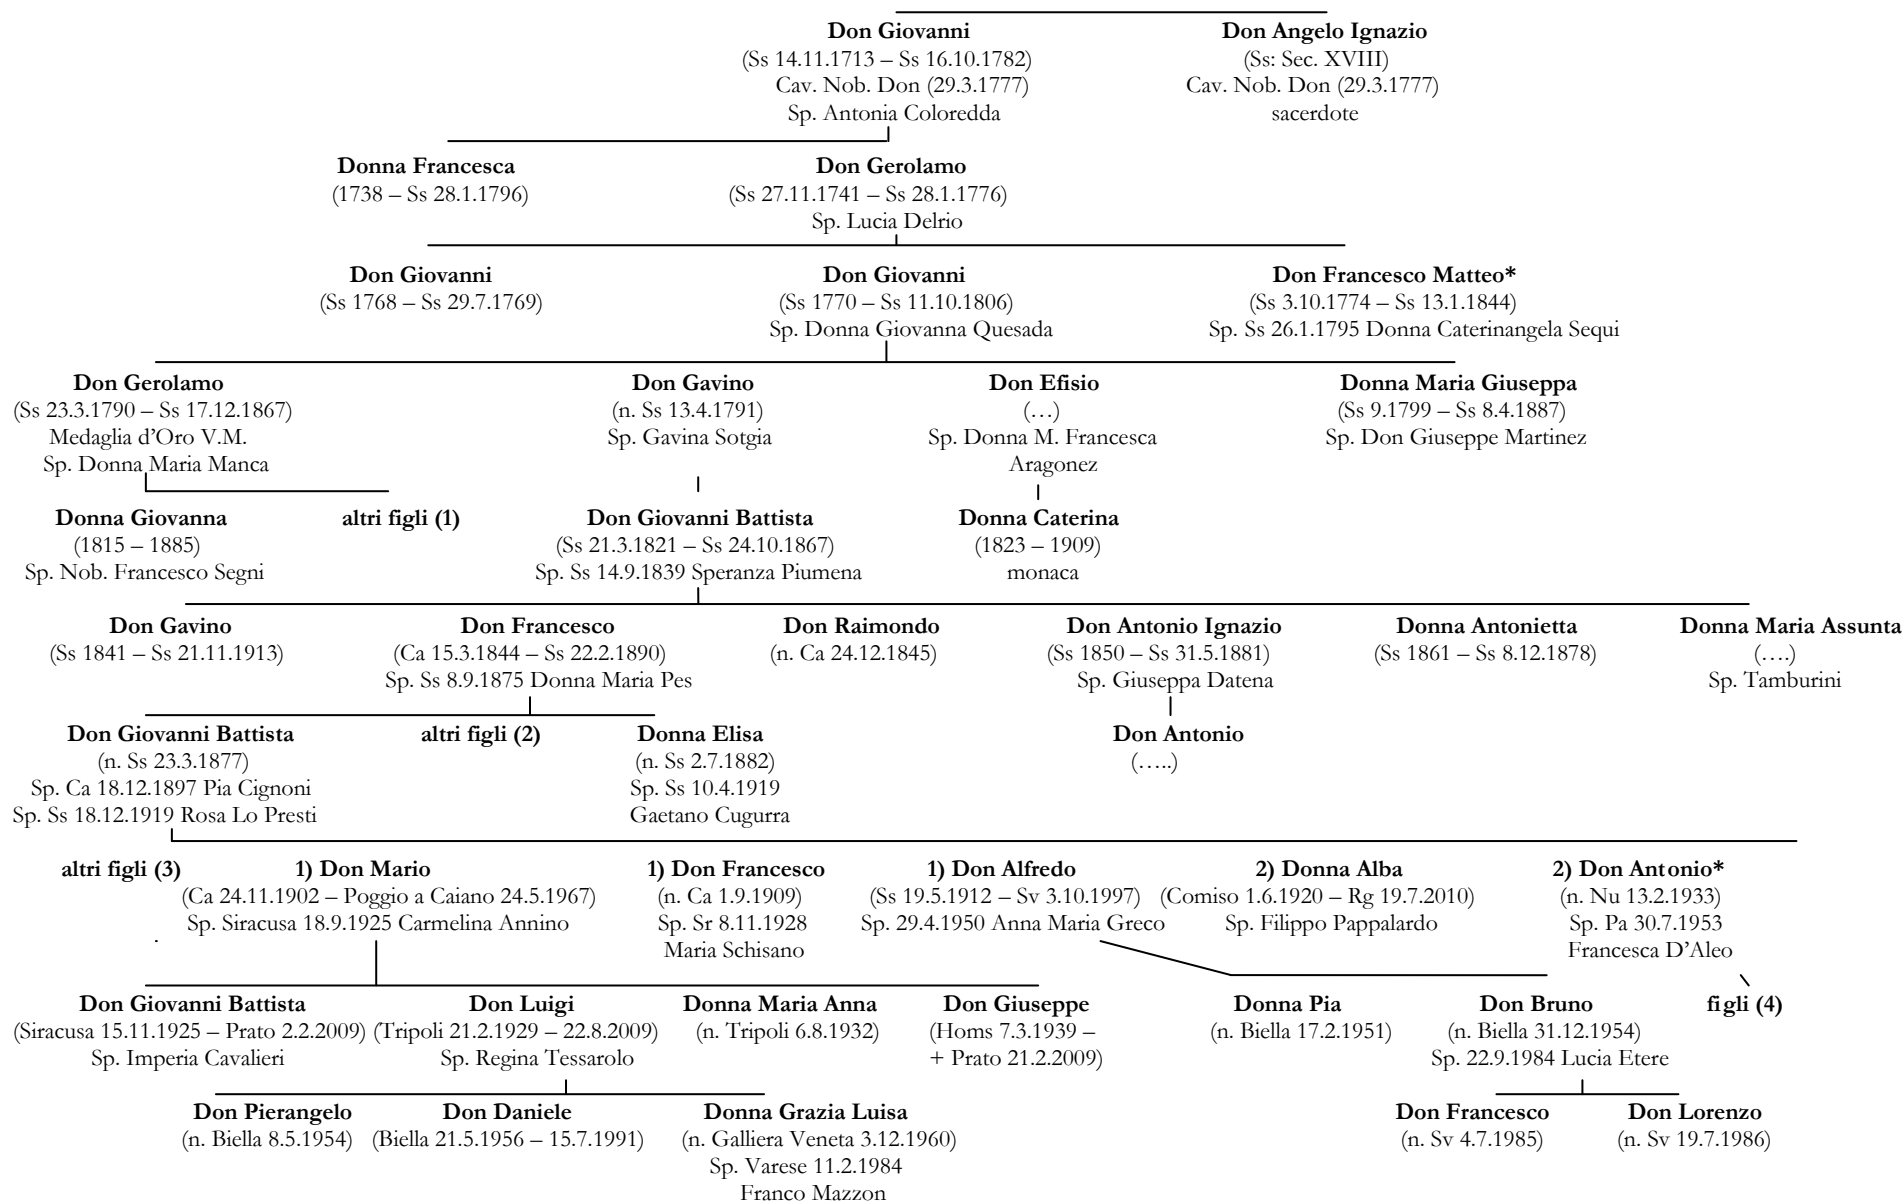 Don Giovanni
(Ss 14.11.1713 – Ss 16.10.1782)
Cav. Nob. Don (29.3.1777)
Sp. Antonia Coloredda
Don Angelo Ignazio
(Ss: Sec. XVIII)
Cav. Nob. Don (29.3.1777)
sacerdote
Donna Francesca
(1738 – Ss 28.1.1796)
Don Gerolamo
(Ss 27.11.1741 – Ss 28.1.1776)
Sp. Lucia Delrio
Don Giovanni
(Ss 1768 – Ss 29.7.1769)
Don Giovanni
(Ss 1770 – Ss 11.10.1806)
Sp. Donna Giovanna Quesada
Don Francesco Matteo*
(Ss 3.10.1774 – Ss 13.1.1844)
Sp. Ss 26.1.1795 Donna Caterinangela Sequi
Don Gerolamo
(Ss 23.3.1790 – Ss 17.12.1867)
Medaglia d’Oro V.M.
Sp. Donna Maria Manca
Don Gavino
(n. Ss 13.4.1791)
Sp. Gavina Sotgia
Don Efisio
(…)
Sp. Donna M. Francesca
Aragonez
Donna Maria Giuseppa
(Ss 9.1799 – Ss 8.4.1887)
Sp. Don Giuseppe Martinez
Donna Giovanna
(1815 – 1885)
Sp. Nob. Francesco Segni
altri figli (1)
Don Giovanni Battista
(Ss 21.3.1821 – Ss 24.10.1867)
Sp. Ss 14.9.1839 Speranza Piumena
Donna Caterina
(1823 – 1909)
monaca
Don Gavino
(Ss 1841 – Ss 21.11.1913)
Don Francesco
(Ca 15.3.1844 – Ss 22.2.1890)
Sp. Ss 8.9.1875 Donna Maria Pes
Don Raimondo
(n. Ca 24.12.1845)
Don Antonio Ignazio
(Ss 1850 – Ss 31.5.1881)
Sp. Giuseppa Datena
Donna Antonietta
(Ss 1861 – Ss 8.12.1878)
Donna Maria Assunta
(….)
Sp. Tamburini
Don Giovanni Battista
(n. Ss 23.3.1877)
Sp. Ca 18.12.1897 Pia Cignoni
Sp. Ss 18.12.1919 Rosa Lo Presti
altri figli (2)
Donna Elisa
(n. Ss 2.7.1882)
Sp. Ss 10.4.1919
Gaetano Cugurra
Don Antonio
(…..)
altri figli (3)
1) Don Mario
(Ca 24.11.1902 – Poggio a Caiano 24.5.1967)
Sp. Siracusa 18.9.1925 Carmelina Annino
1) Don Francesco
(n. Ca 1.9.1909)
Sp. Sr 8.11.1928
Maria Schisano
1) Don Alfredo
(Ss 19.5.1912 – Sv 3.10.1997)
Sp. 29.4.1950 Anna Maria Greco
2) Donna Alba
(Comiso 1.6.1920 – Rg 19.7.2010)
Sp. Filippo Pappalardo
2) Don Antonio*
(n. Nu 13.2.1933)
Sp. Pa 30.7.1953
Francesca D’Aleo
Don Giovanni Battista
(Siracusa 15.11.1925 – Prato 2.2.2009)
Sp. Imperia Cavalieri
Don Luigi
(Tripoli 21.2.1929 – 22.8.2009)
Sp. Regina Tessarolo
Donna Maria Anna
(n. Tripoli 6.8.1932)
Don Giuseppe
(Homs 7.3.1939 –
+ Prato 21.2.2009)
Donna Pia
(n. Biella 17.2.1951)
Don Bruno
(n. Biella 31.12.1954)
Sp. 22.9.1984 Lucia Etere
figli (4)
Don Pierangelo
(n. Biella 8.5.1954)
Don Daniele
(Biella 21.5.1956 – 15.7.1991)
Donna Grazia Luisa
(n. Galliera Veneta 3.12.1960)
Sp. Varese 11.2.1984
Franco Mazzon
Don Francesco
(n. Sv 4.7.1985)
Don Lorenzo
(n. Sv 19.7.1986)